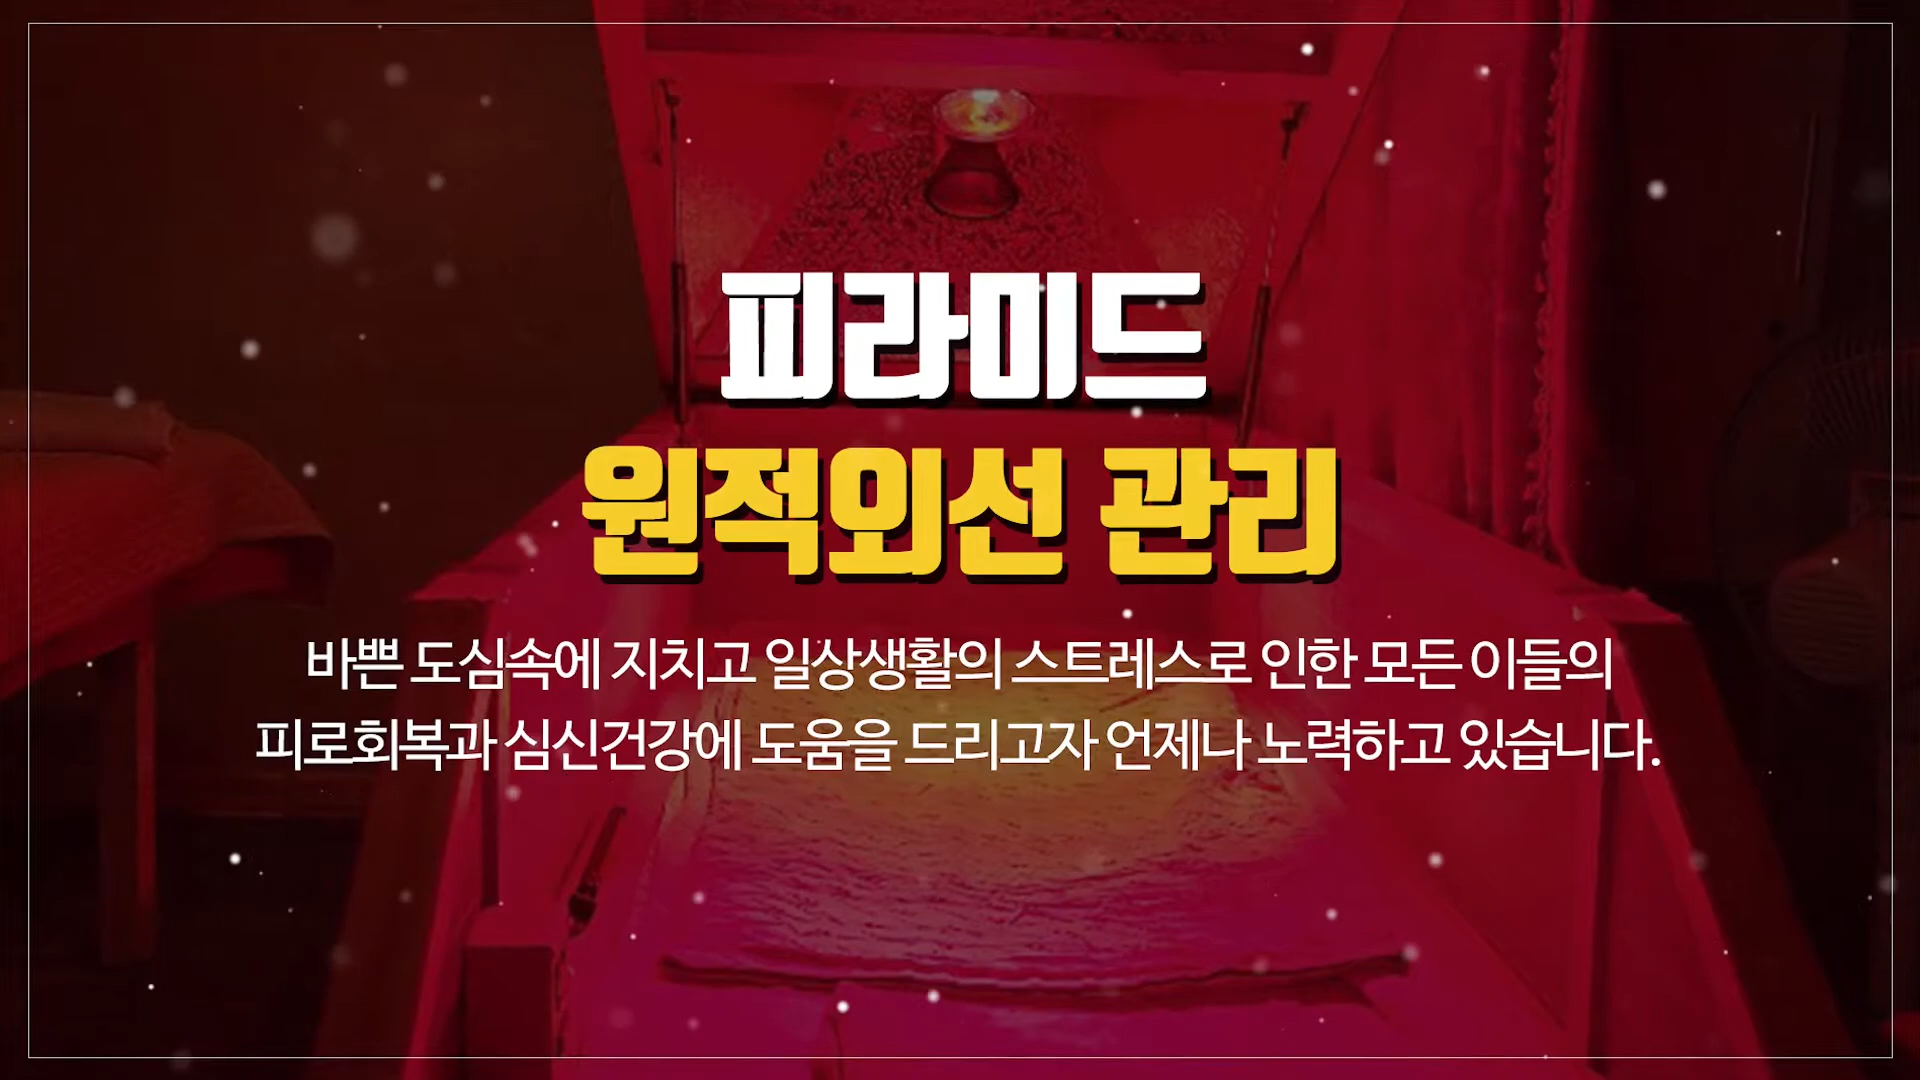 피라미드
원적외선 관리
바쁜 도심속에 지치고 일상생활의 스트레스로 인한 모든 이들의
피로회복과 심신건강에 도움을 드리고자 언제나 노력하고 있습니다.